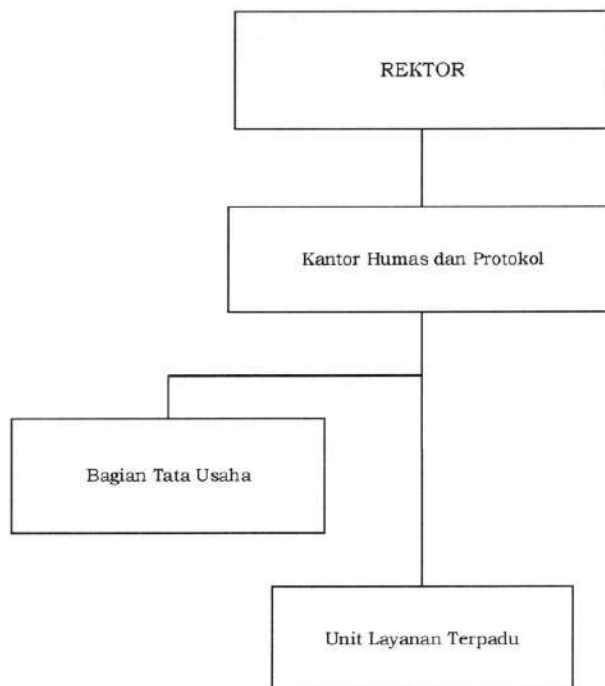 REKTOR
Kantor Humas dan Protokol
Bagian Tata Usaha
Unit Layanan Terpadu